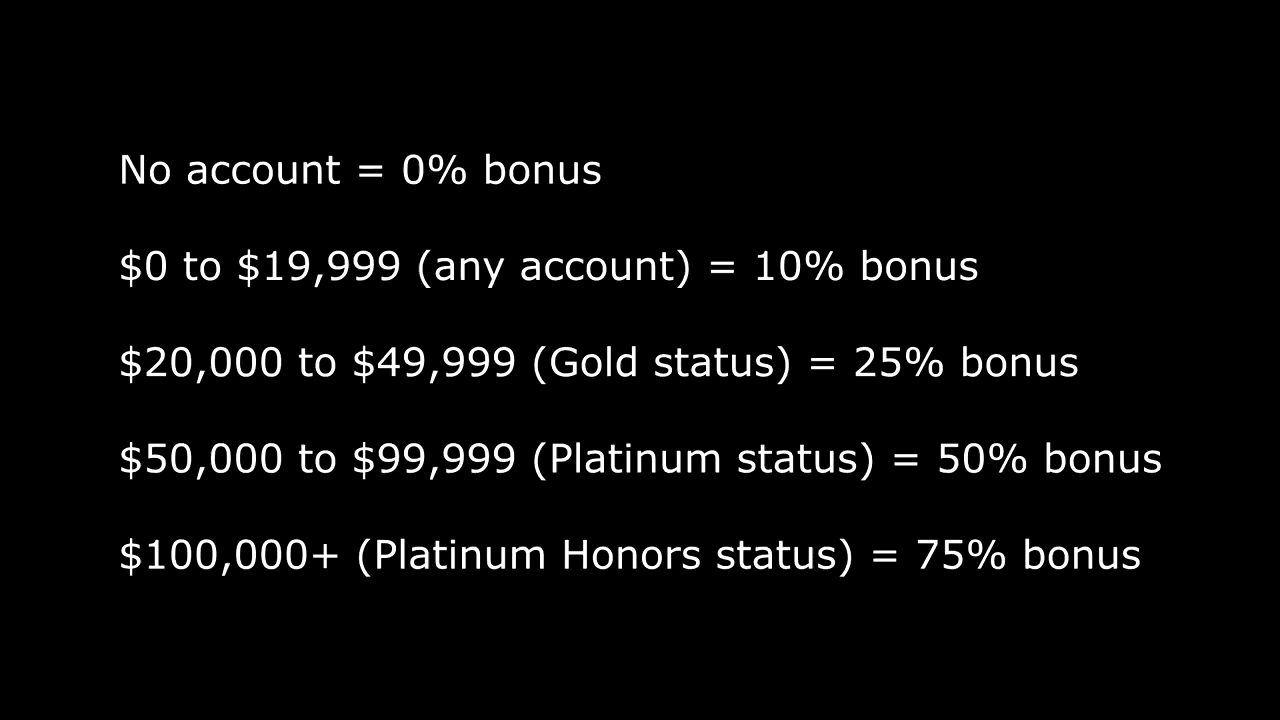 No account = 0% bonus
$0 to $19,999 (any account) = 10% bonus
$20,000 to $49,999 (Gold status) = 25% bonus
$50,000 to $99,999 (Platinum status) = 50% bonus
$100,000+ (Platinum Honors status) = 75% bonus